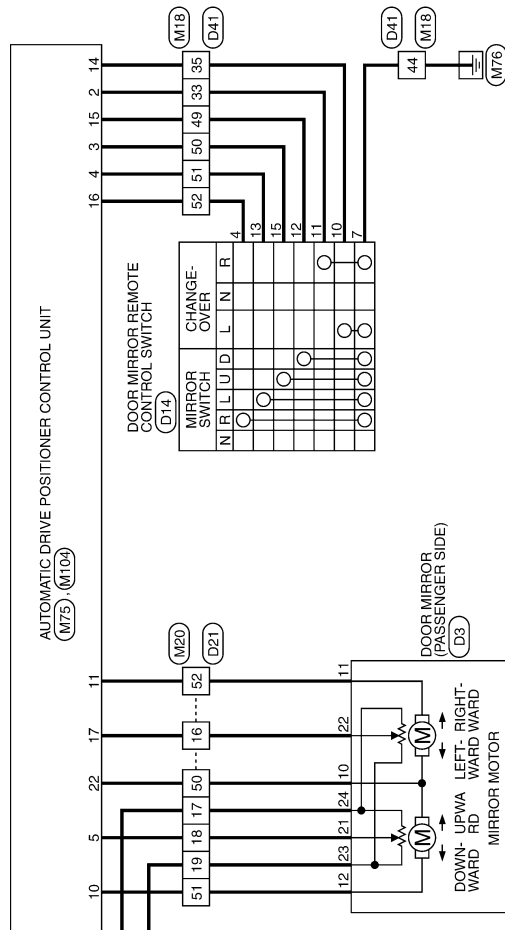 AUTOMATIC DRIVE POSITIONER CONTROL UNIT
M75 , M104
10 5 22 17 11 16 4 3 15 2 14
M20 M18
51 19 18 17 50 16 52 52 51 50 49 33 35
D21 D41
DOOR MIRROR REMOTE
CONTROL SWITCH
D14
MIRROR
SWITCH
CHANGE-
OVER
N R L U D L N R
4
13
15
12
11
10
7
12 23 21 24 10 22 11
DOOR MIRROR
(PASSENGER SIDE)
D3
M M
DOWN-
WARD
UPWA
RD
LEFT-
WARD
RIGHT-
WARD
MIRROR MOTOR
D41
44
M18
M76